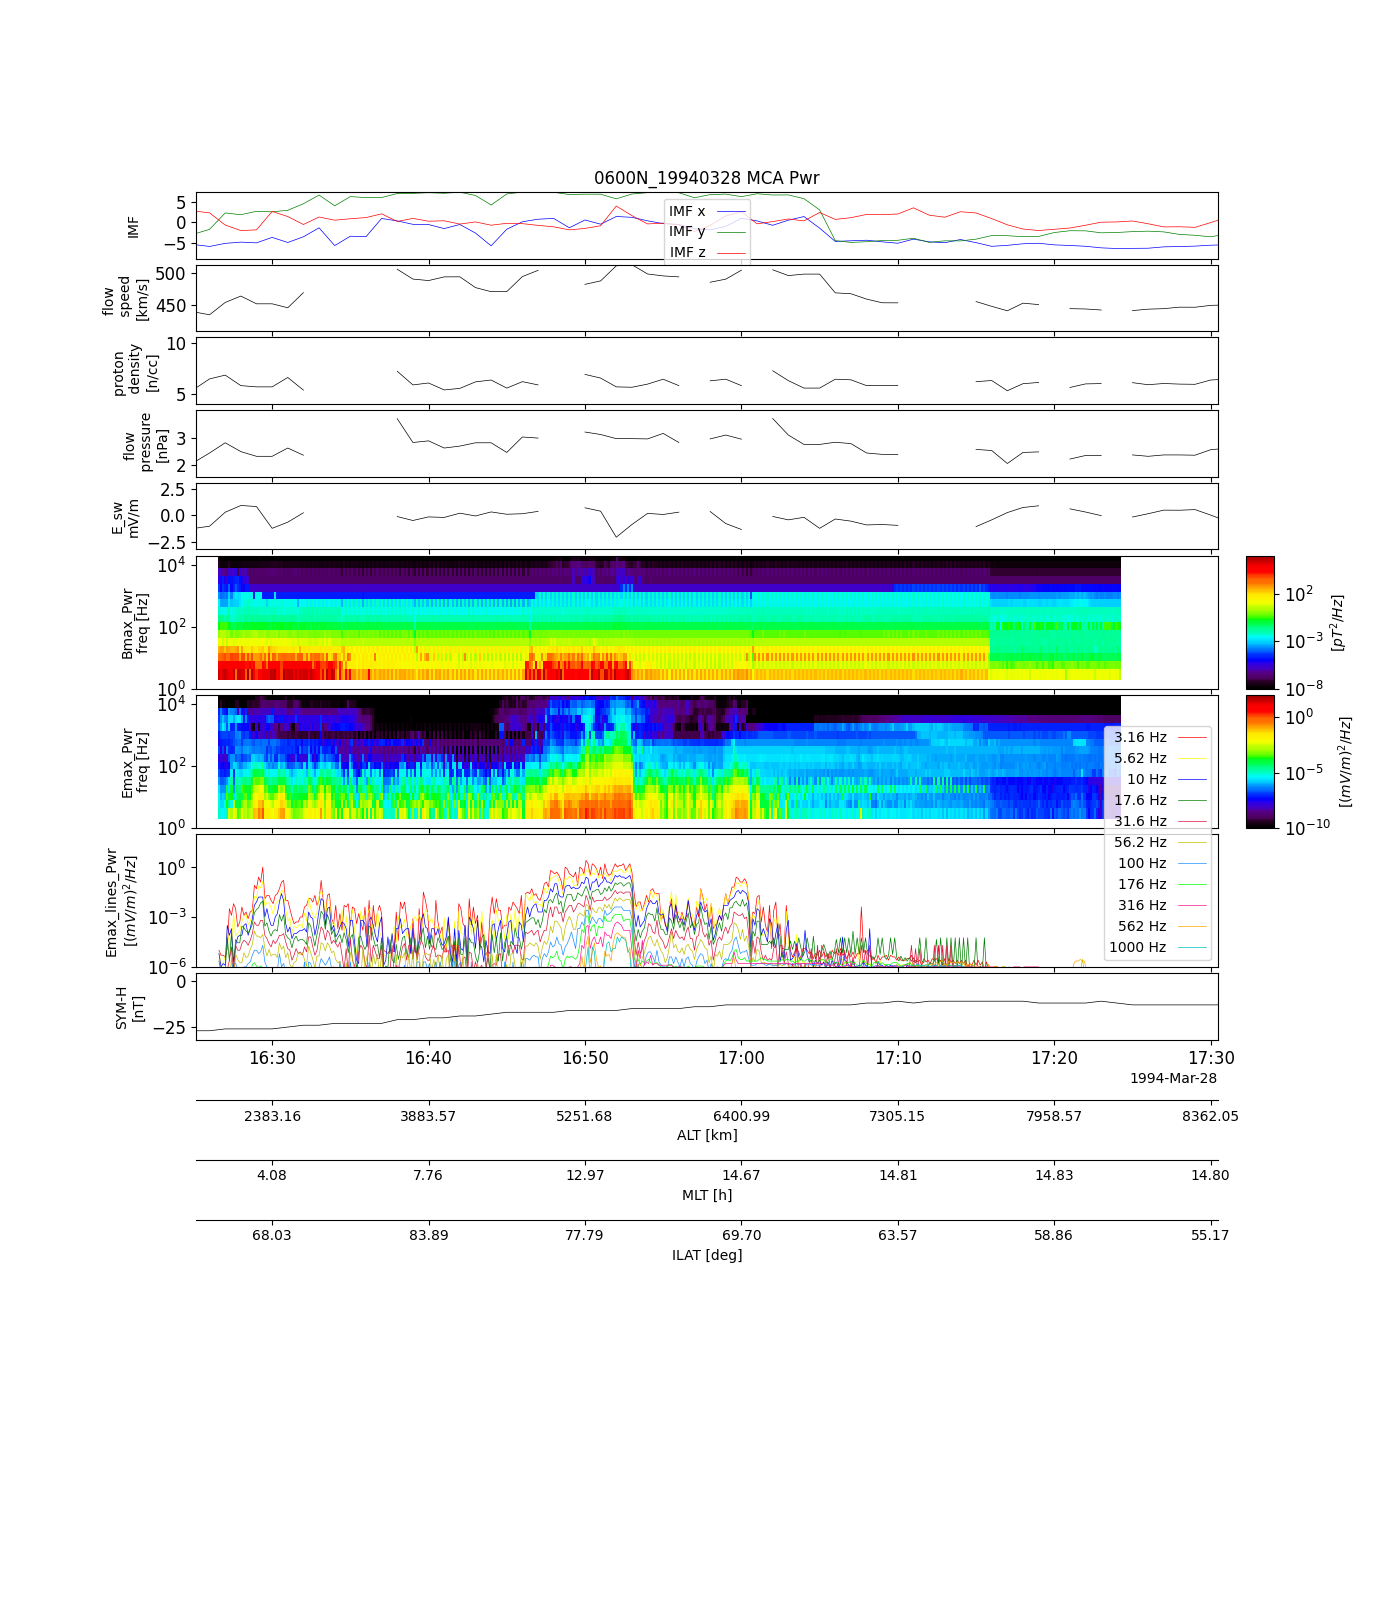 0600N_19940328 MCA Pwr
IMF
5
0
−5
IMF x
IMF y
IMF z
flow
speed
[km/s]
500
450
proton
density
[n/cc]
10
5
flow
pressure
[nPa]
3
2
E_sw
mV/m
2.5
0.0
−2.5
Bmax_Pwr
freq [Hz]
10^4
10^2
10^0
10^2
10^−3
10^−8
[pT^2/Hz]
Emax_Pwr
freq [Hz]
10^4
10^2
10^0
10^0
10^−5
10^−10
[(mV/m)^2/Hz]
3.16 Hz
5.62 Hz
10 Hz
17.6 Hz
31.6 Hz
56.2 Hz
100 Hz
176 Hz
316 Hz
562 Hz
1000 Hz
Emax_lines_Pwr
[(mV/m)^2/Hz]
10^0
10^−3
10^−6
SYM-H
[nT]
0
−25
16:30 16:40 16:50 17:00 17:10 17:20 17:30
1994-Mar-28
2383.16 3883.57 5251.68 6400.99 7305.15 7958.57 8362.05
ALT [km]
4.08 7.76 12.97 14.67 14.81 14.83 14.80
MLT [h]
68.03 83.89 77.79 69.70 63.57 58.86 55.17
ILAT [deg]